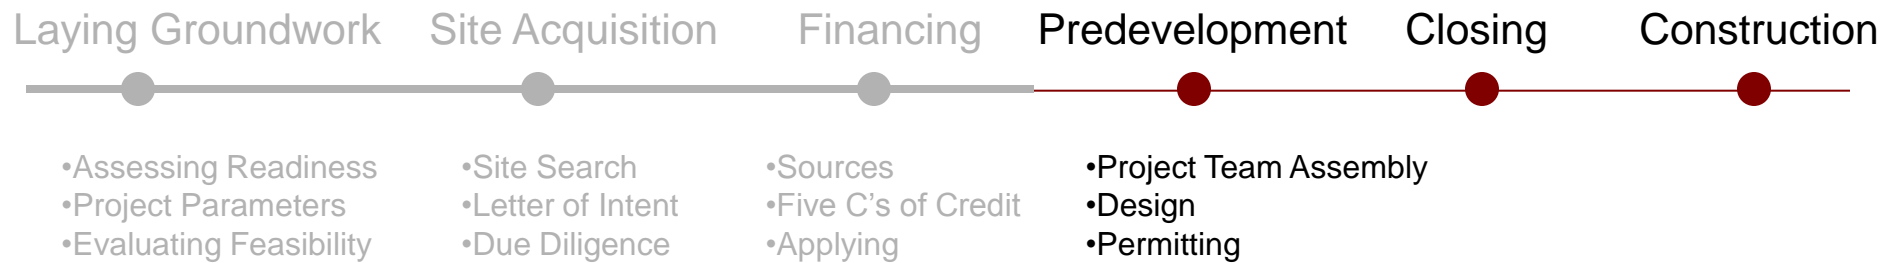 Laying Groundwork Site Acquisition Financing Predevelopment Closing Construction
•Assessing Readiness
•Project Parameters
•Evaluating Feasibility
•Site Search
•Letter of Intent
•Due Diligence
•Sources
•Five C's of Credit
•Applying
•Project Team Assembly
•Design
•Permitting